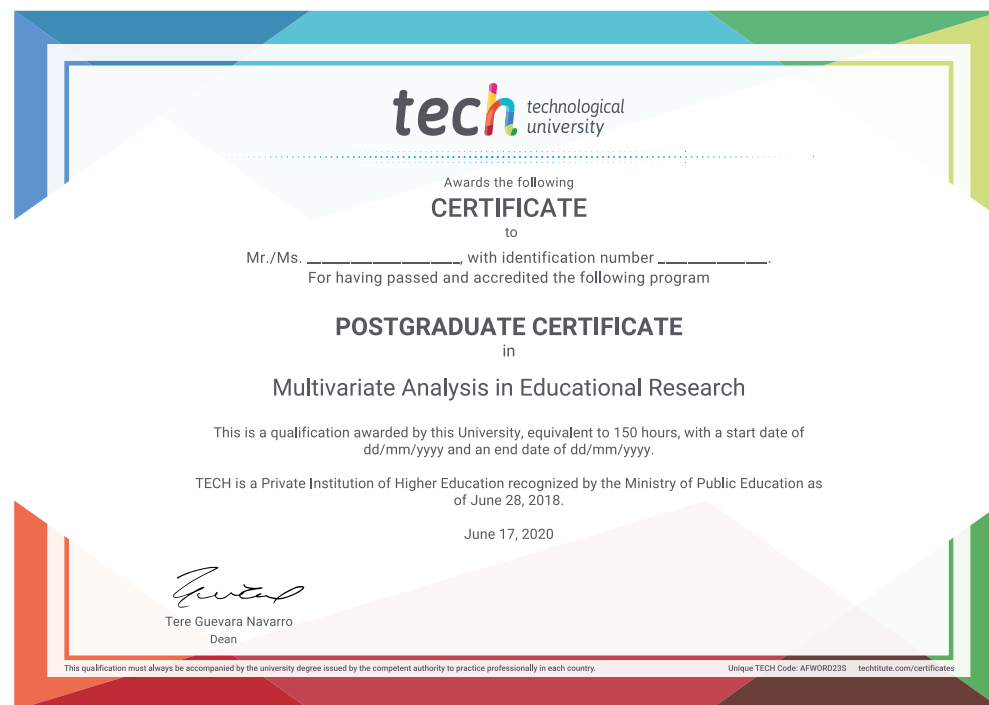 tech technological
university
Awards the following
CERTIFICATE
to
Mr./Ms. ____________________, with identification number ______________.
For having passed and accredited the following program
POSTGRADUATE CERTIFICATE
in
Multivariate Analysis in Educational Research
This is a qualification awarded by this University, equivalent to 150 hours, with a start date of
dd/mm/yyyy and an end date of dd/mm/yyyy.
TECH is a Private Institution of Higher Education recognized by the Ministry of Public Education as
of June 28, 2018.
June 17, 2020
Tere Guevara Navarro
Dean
This qualification must always be accompanied by the university degree issued by the competent authority to practice professionally in each country.
Unique TECH Code: AFWORD23S techtitute.com/certificates